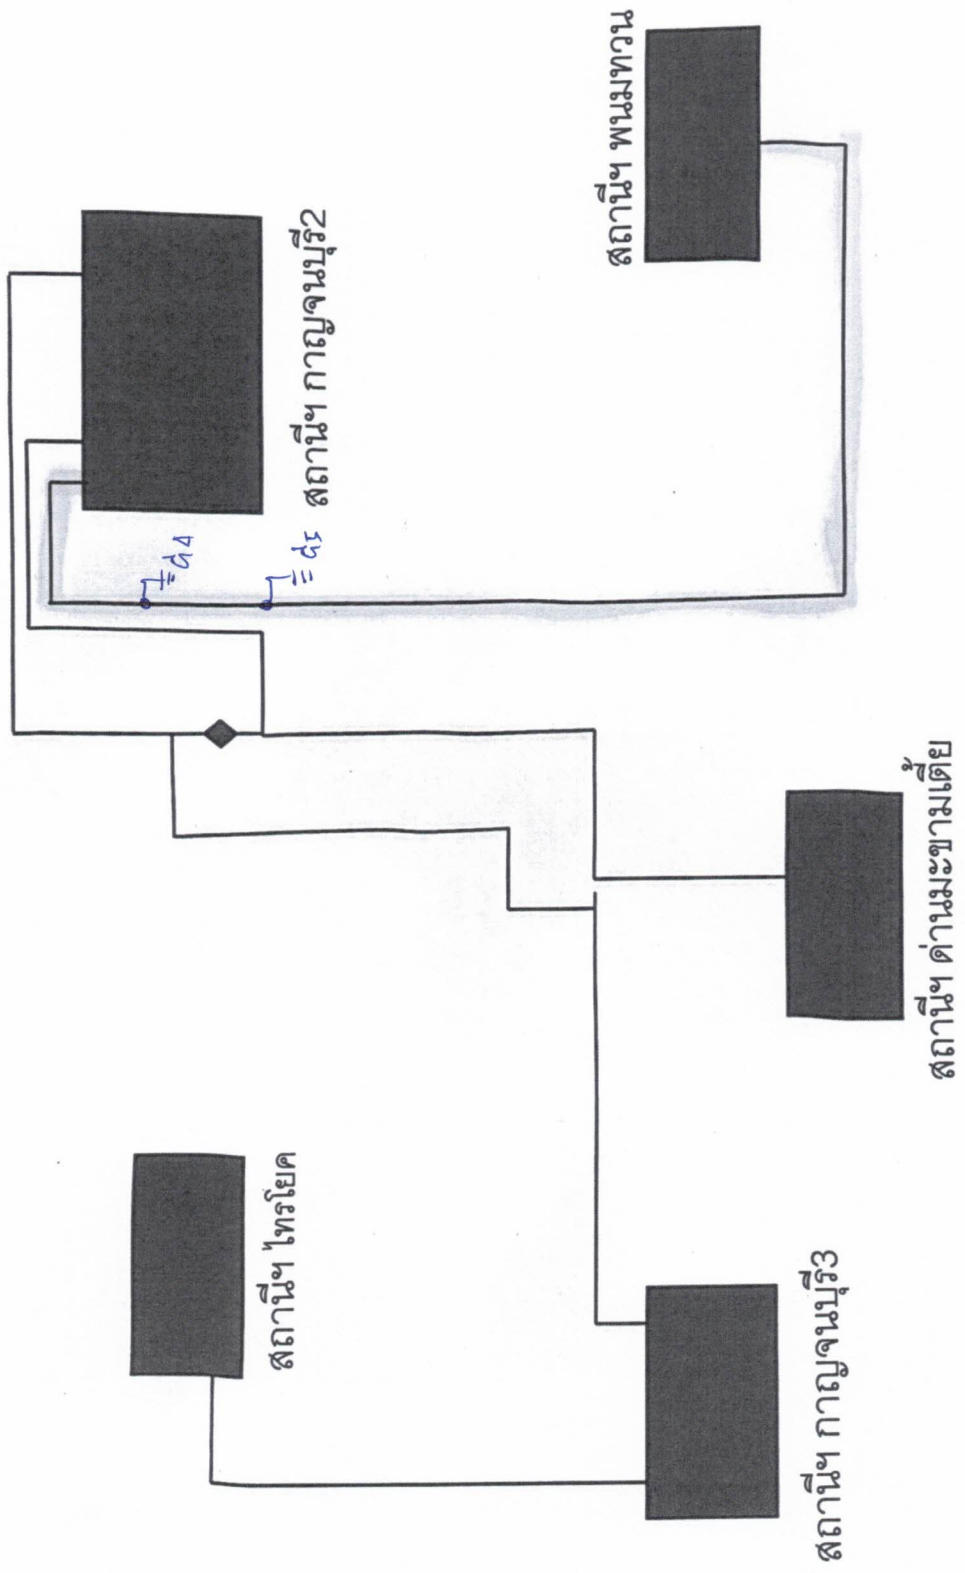 สถานีฯ ไทรโยค
สถานีฯ กาญจนบุรี2
สถานีฯ กาญจนบุรี3
สถานีฯ ด่านมะขามเตี้ย
สถานีฯ พนมทวน